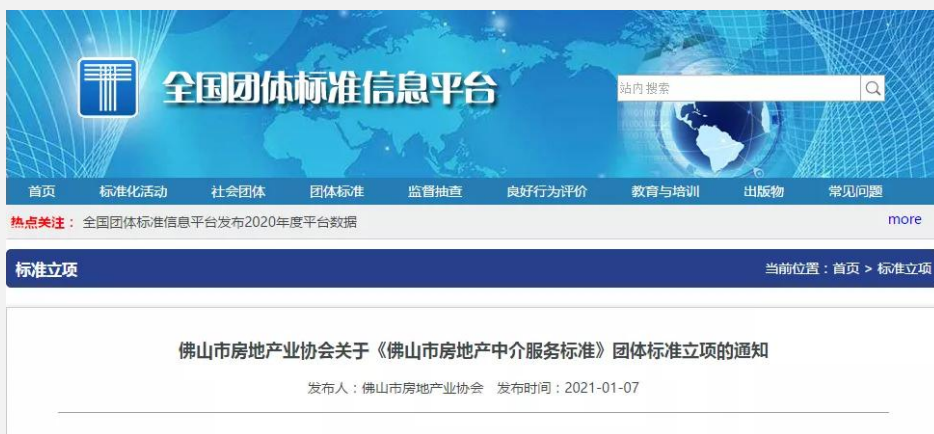 全国团体标准信息平台
站内搜索
首页 标准化活动 社会团体 团体标准 监督抽查 良好行为评价 教育与培训 出版物 常见问题
热点关注： 全国团体标准信息平台发布2020年度平台数据 more
标准立项 当前位置：首页 > 标准立项
佛山市房地产业协会关于《佛山市房地产中介服务标准》团体标准立项的通知
发布人：佛山市房地产业协会 发布时间：2021-01-07